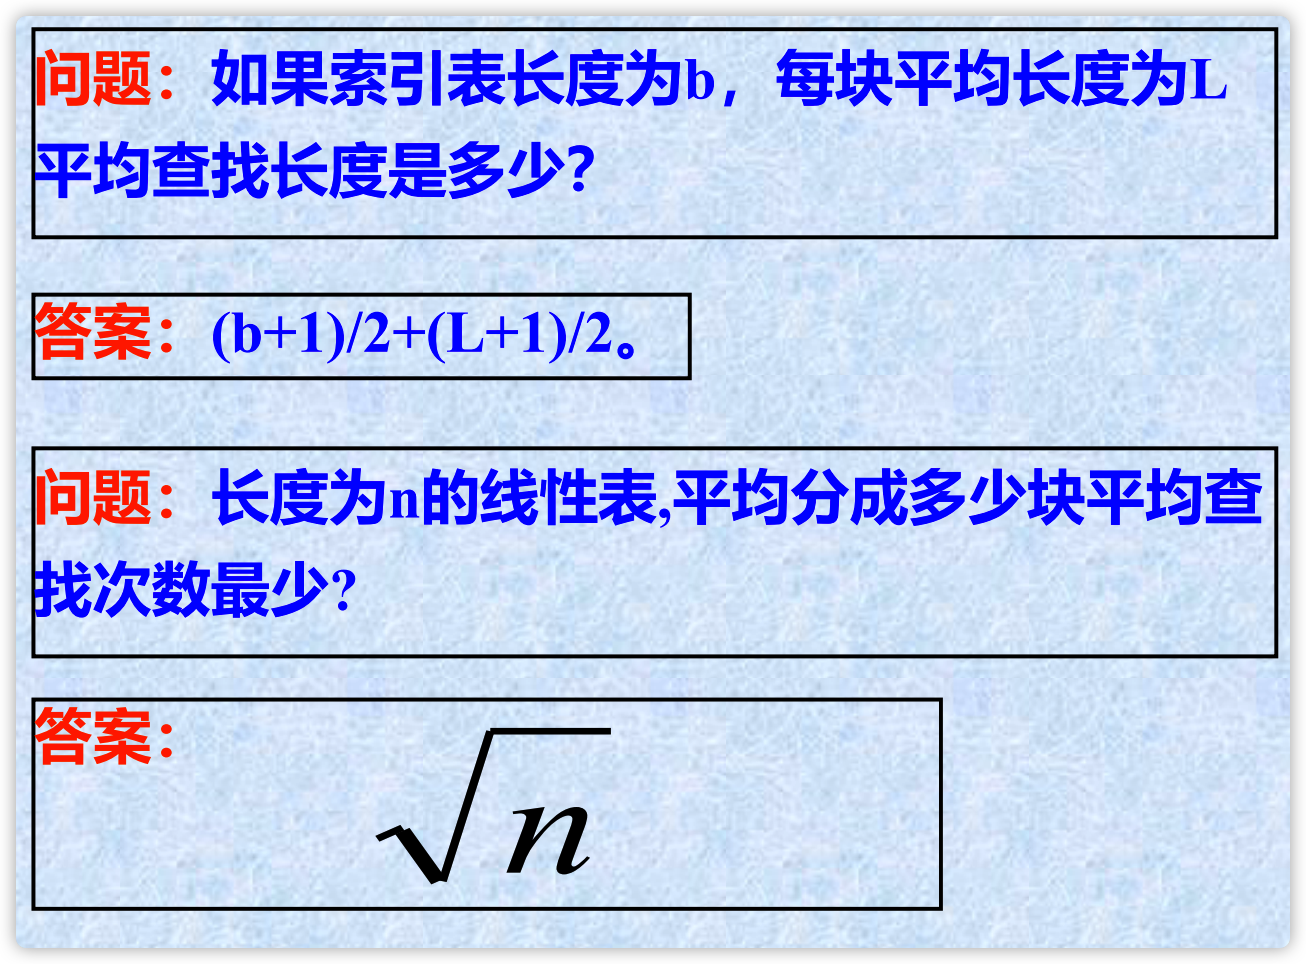 问题：如果索引表长度为b，每块平均长度为L
平均查找长度是多少？
答案：(b+1)/2+(L+1)/2。
问题：长度为n的线性表,平均分成多少块平均查
找次数最少?
答案：
√n